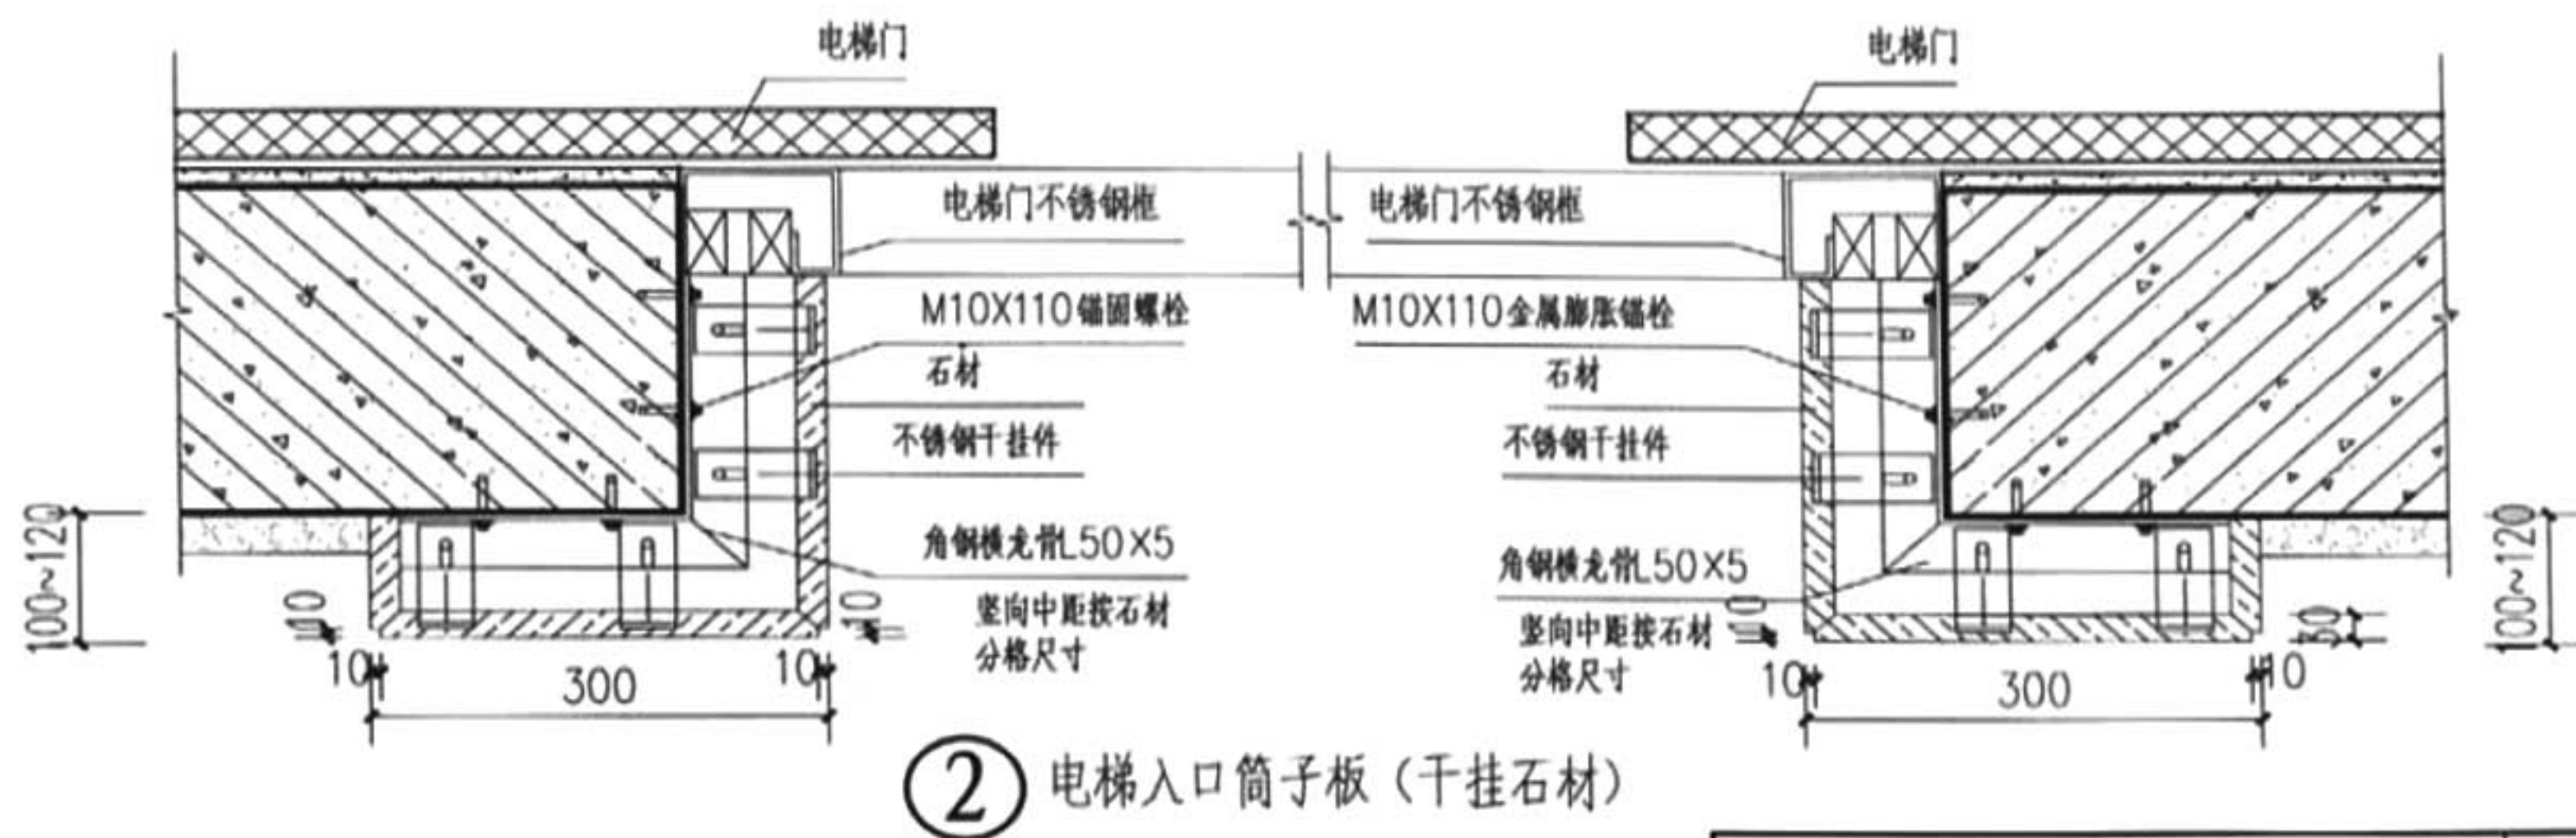 电梯门
电梯门
电梯门不锈钢框
电梯门不锈钢框
M10X110锚固螺栓
M10X110金属膨胀锚栓
石材
石材
不锈钢干挂件
不锈钢干挂件
角钢横龙骨L50X5
竖向中距按石材
分格尺寸
角钢横龙骨L50X5
竖向中距按石材
分格尺寸
100~120
10
10
10
300
10
10
10
300
10
30
100~120
2 电梯入口筒子板（干挂石材）